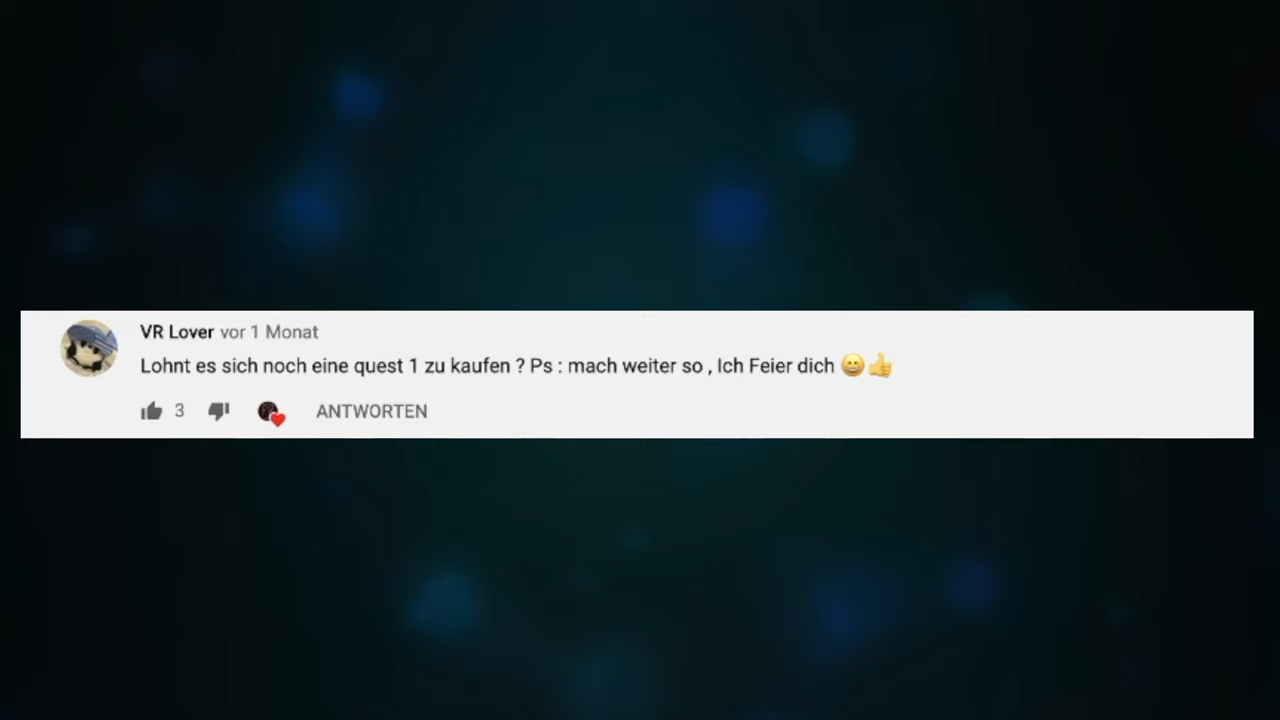 VR Lover vor 1 Monat
Lohnt es sich noch eine quest 1 zu kaufen ? Ps : mach weiter so , Ich Feier dich 😄👍
3 ANTWORTEN